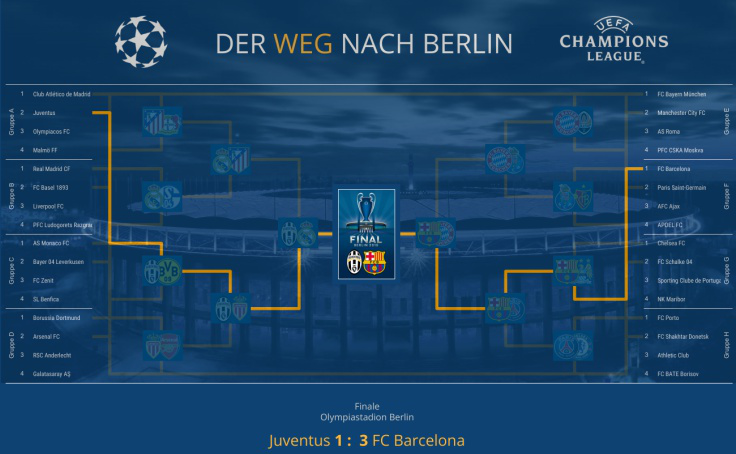 DER WEG NACH BERLIN
UEFA
CHAMPIONS
LEAGUE
Gruppe A
1 Club Atlético de Madrid
2 Juventus
3 Olympiacos FC
4 Malmö FF
Gruppe B
1 Real Madrid CF
2 FC Basel 1893
3 Liverpool FC
4 PFC Ludogorets Razgrad
Gruppe C
1 AS Monaco FC
2 Bayer 04 Leverkusen
3 FC Zenit
4 SL Benfica
Gruppe D
1 Borussia Dortmund
2 Arsenal FC
3 RSC Anderlecht
4 Galatasaray AŞ
BVB
09
FINAL
BERLIN 2015
Gruppe E
1 FC Bayern München
2 Manchester City FC
3 AS Roma
4 PFC CSKA Moskva
Gruppe F
1 FC Barcelona
2 Paris Saint-Germain
3 AFC Ajax
4 APOEL FC
Gruppe G
1 Chelsea FC
2 FC Schalke 04
3 Sporting Clube de Portugal
4 NK Maribor
Gruppe H
1 FC Porto
2 FC Shakhtar Donetsk
3 Athletic Club
4 FC BATE Borisov
Finale
Olympiastadion Berlin
Juventus 1 : 3 FC Barcelona